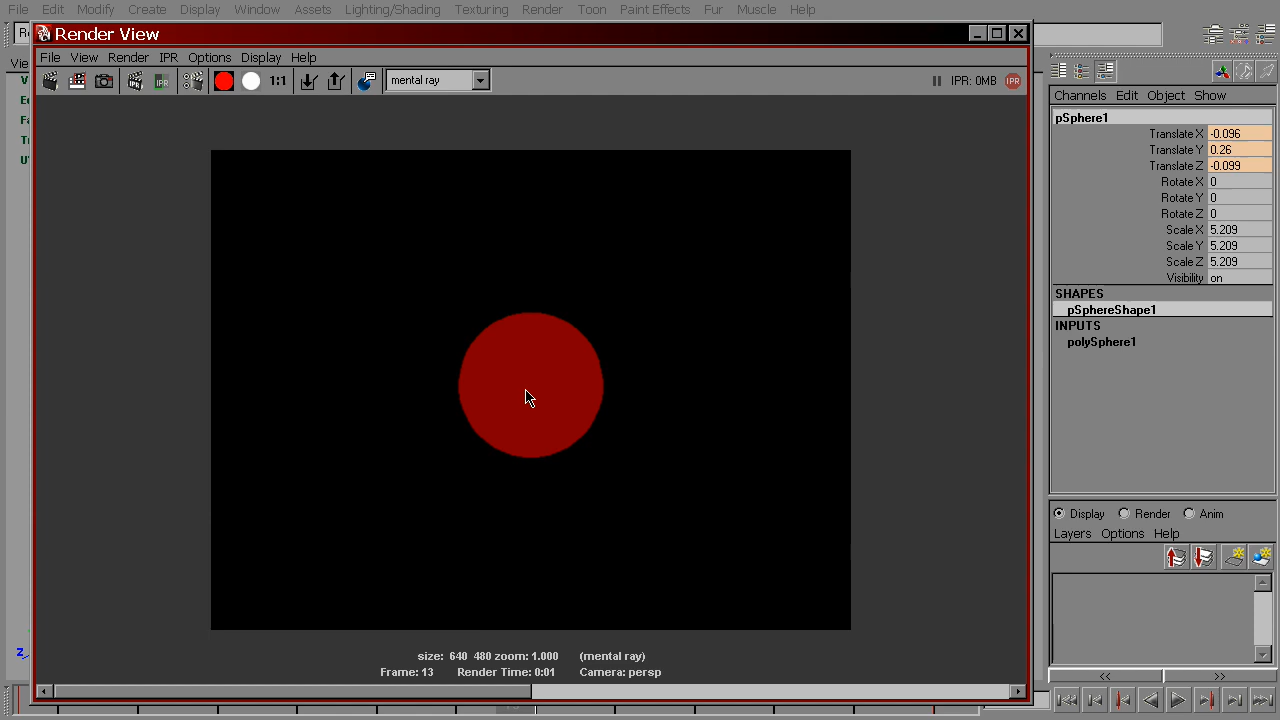 File Edit Modify Create Display Window Assets Lighting/Shading Texturing Render Toon Paint Effects Fur Muscle Help
Render View
File View Render IPR Options Display Help
1:1 mental ray IPR: 0MB IPR
Channels Edit Object Show
pSphere1
Translate X -0.096
Translate Y 0.26
Translate Z -0.099
Rotate X 0
Rotate Y 0
Rotate Z 0
Scale X 5.209
Scale Y 5.209
Scale Z 5.209
Visibility on
SHAPES
pSphereShape1
INPUTS
polySphere1
Display Render Anim
Layers Options Help
size: 640 480 zoom: 1.000 (mental ray)
Frame: 13 Render Time: 0:01 Camera: persp
z
<< >>